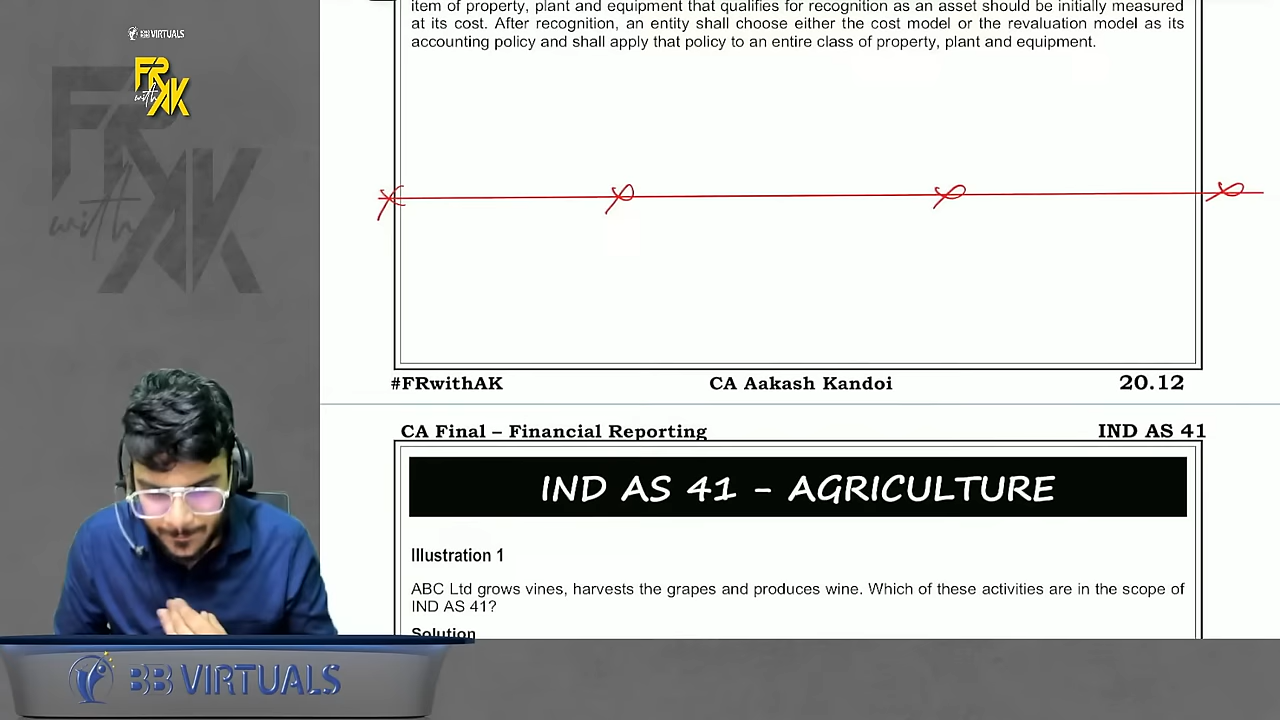 BB VIRTUALS
FR
with
AK
FR
with
AK
item of property, plant and equipment that qualifies for recognition as an asset should be initially measured
at its cost. After recognition, an entity shall choose either the cost model or the revaluation model as its
accounting policy and shall apply that policy to an entire class of property, plant and equipment.
#FRwithAK CA Aakash Kandoi 20.12
CA Final – Financial Reporting IND AS 41
IND AS 41 - AGRICULTURE
Illustration 1
ABC Ltd grows vines, harvests the grapes and produces wine. Which of these activities are in the scope of
IND AS 41?
Solution
BB VIRTUALS